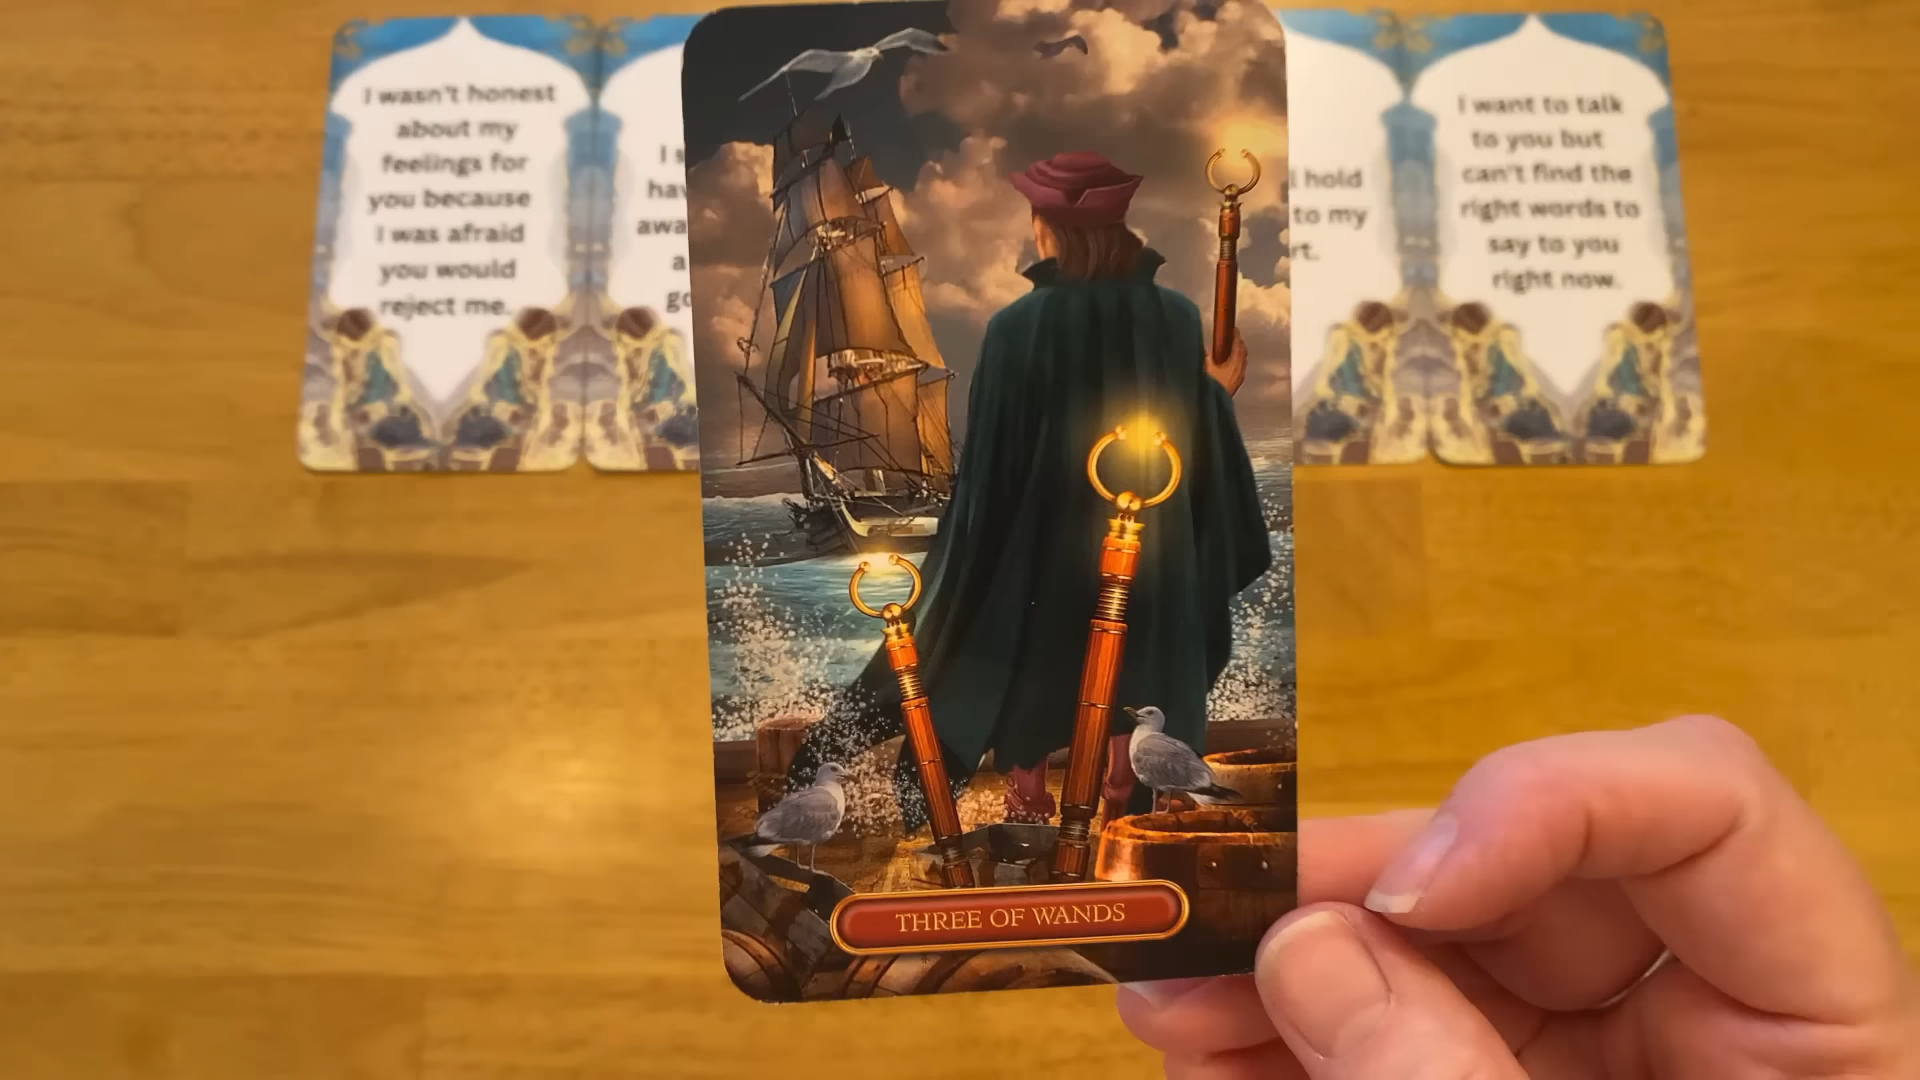 I wasn't honest
about my
feelings for
you because
I was afraid
you would
reject me.
I
hold
to my
I want to talk
to you but
can't find the
right words to
say to you
right now.
THREE OF WANDS